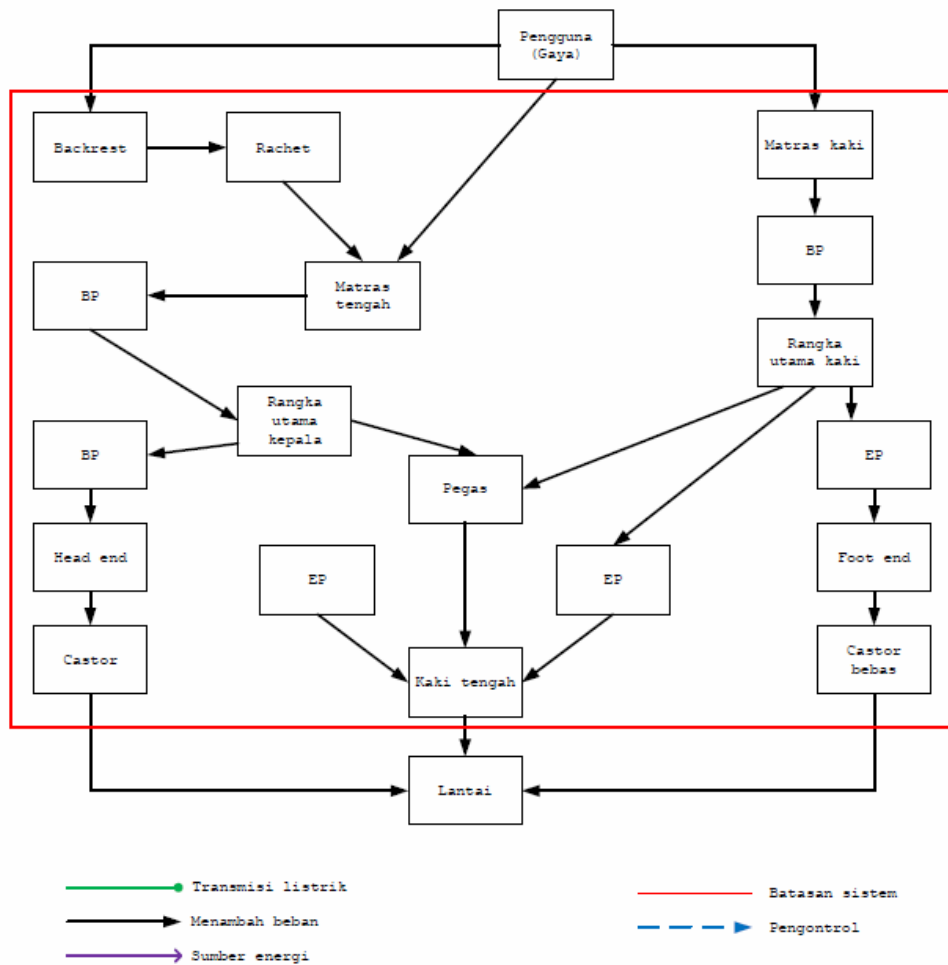 Pengguna
(Gaya)
Backrest
Rachet
Matras kaki
BP
BP
Matras
tengah
Rangka
utama kaki
Rangka
utama
kepala
BP
EP
Pegas
Head end
EP
EP
Foot end
Castor
Kaki tengah
Castor
bebas
Lantai
Transmisi listrik
Batasan sistem
Menambah beban
Pengontrol
Sumber energi